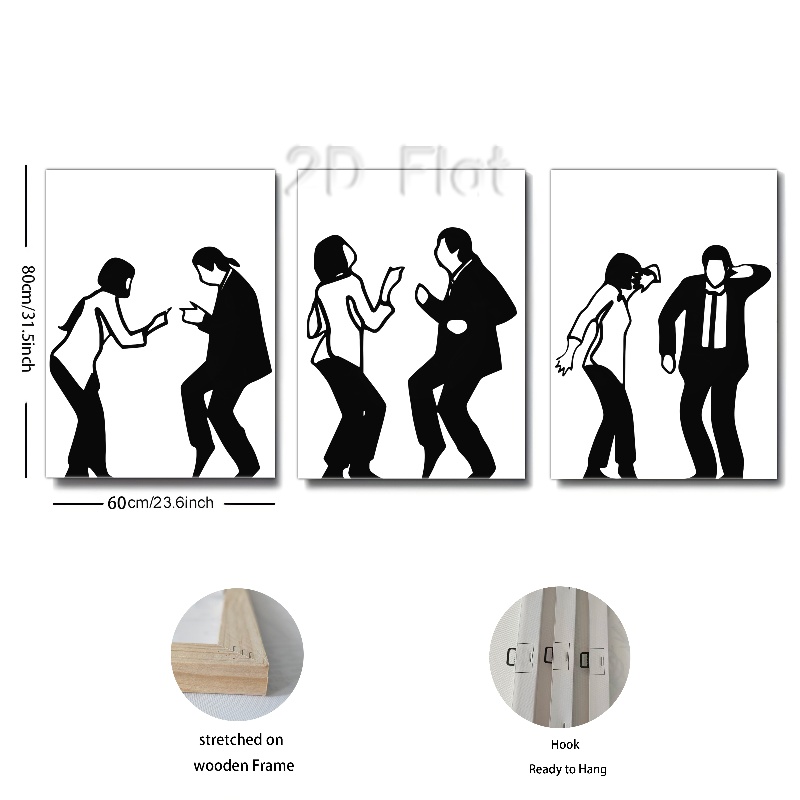 2D Flat
80cm/31.5inch
60cm/23.6inch
stretched on
wooden Frame
Hook
Ready to Hang